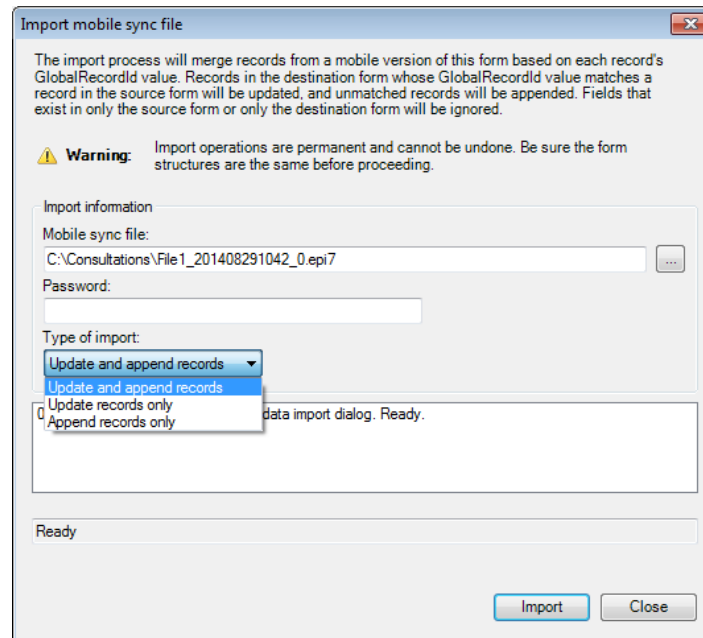 Import mobile sync file
The import process will merge records from a mobile version of this form based on each record's
GlobalRecordId value. Records in the destination form whose GlobalRecordId value matches a
record in the source form will be updated, and unmatched records will be appended. Fields that
exist in only the source form or only the destination form will be ignored.
Warning: Import operations are permanent and cannot be undone. Be sure the form
structures are the same before proceeding.
Import information
Mobile sync file:
C:\Consultations\File1_201408291042_0.epi7
...
Password:
Type of import:
Update and append records
Update and append records
Update records only
Append records only
data import dialog. Ready.
Ready
Import Close